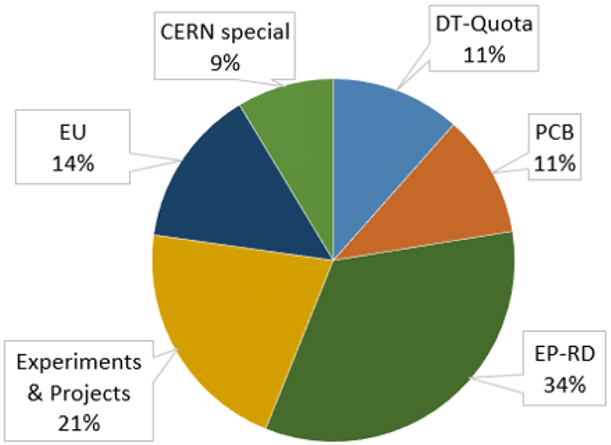 CERN special
9%
DT-Quota
11%
EU
14%
PCB
11%
Experiments
& Projects
21%
EP-RD
34%